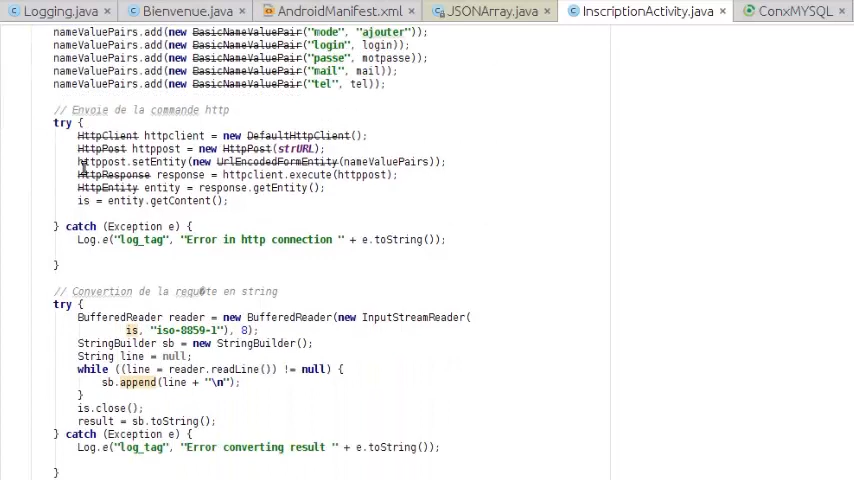 Logging.java × Bienvenue.java × AndroidManifest.xml × JSONArray.java × InscriptionActivity.java × ConxMYSQL ×
nameValuePairs.add(new BasicNameValuePair("mode", "ajouter"));
nameValuePairs.add(new BasicNameValuePair("login", login));
nameValuePairs.add(new BasicNameValuePair("passe", motpasse));
nameValuePairs.add(new BasicNameValuePair("mail", mail));
nameValuePairs.add(new BasicNameValuePair("tel", tel));
// Envoie de la commande http
try {
HttpClient httpclient = new DefaultHttpClient();
HttpPost httppost = new HttpPost(strURL);
httppost.setEntity(new UrlEncodedFormEntity(nameValuePairs));
HttpResponse response = httpclient.execute(httppost);
HttpEntity entity = response.getEntity();
is = entity.getContent();
} catch (Exception e) {
Log.e("log_tag", "Error in http connection " + e.toString());
}
// Convertion de la requ�te en string
try {
BufferedReader reader = new BufferedReader(new InputStreamReader(
is, "iso-8859-1"), 8);
StringBuilder sb = new StringBuilder();
String line = null;
while ((line = reader.readLine()) != null) {
sb.append(line + "\n");
}
is.close();
result = sb.toString();
} catch (Exception e) {
Log.e("log_tag", "Error converting result " + e.toString());
}